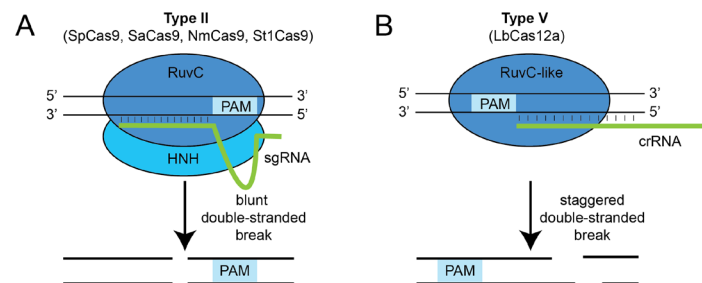 A
Type II
(SpCas9, SaCas9, NmCas9, St1Cas9)
RuvC
5’ 3’
PAM
3’ 5’
HNH
sgRNA
blunt
double-stranded
break
PAM
B
Type V
(LbCas12a)
RuvC-like
5’ 3’
PAM
3’ 5’
crRNA
staggered
double-stranded
break
PAM